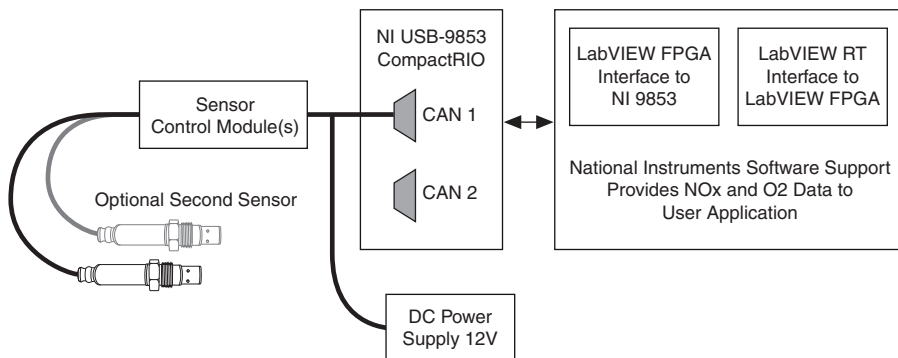 NI USB-9853
CompactRIO
CAN 1
CAN 2
Sensor
Control Module(s)
Optional Second Sensor
DC Power
Supply 12V
LabVIEW FPGA
Interface to
NI 9853
LabVIEW RT
Interface to
LabVIEW FPGA
National Instruments Software Support
Provides NOx and O2 Data to
User Application